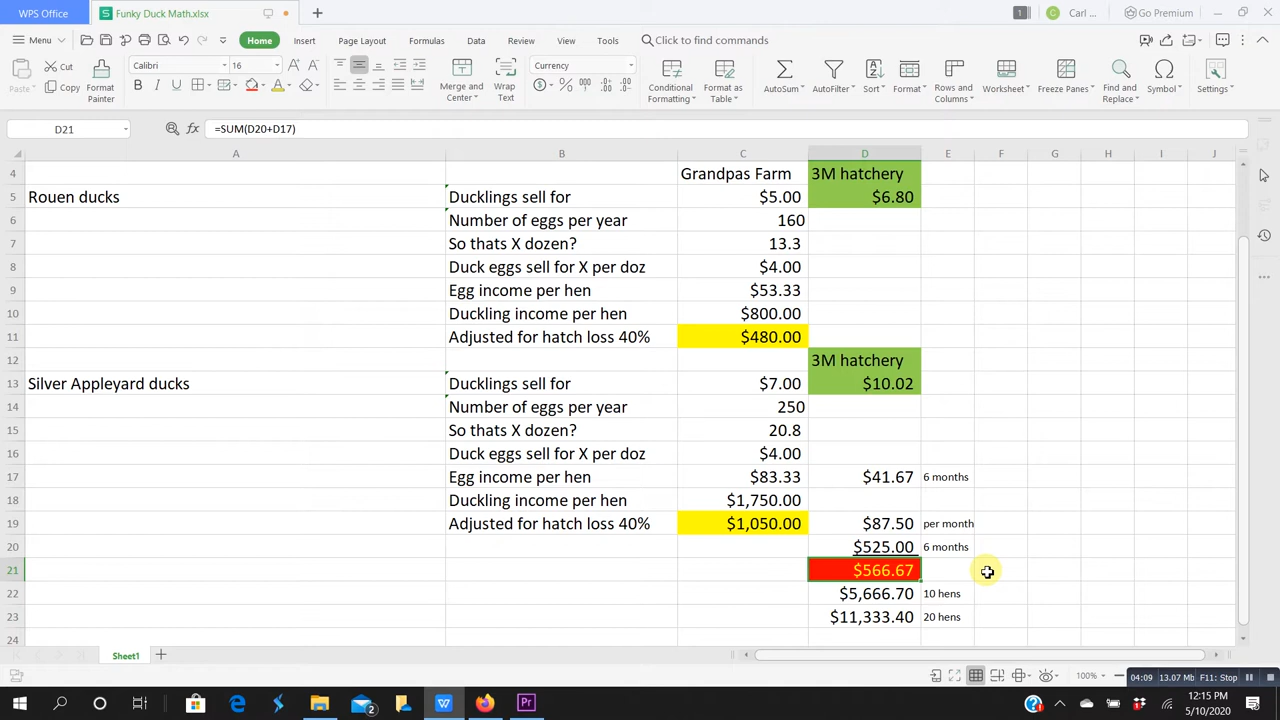 WPS Office
Funky Duck Math.xlsx
1
C
Carl ...
Go Premium
Menu
Home
Insert
Page Layout
Formulas
Data
Review
View
Tools
Click to find commands
Paste
Cut
Copy
Format Painter
Calibri
16
Merge and Center
Wrap Text
Currency
Conditional Formatting
Format as Table
AutoSum
AutoFilter
Sort
Format
Rows and Columns
Worksheet
Freeze Panes
Find and Replace
Symbol
Settings
D21
fx
=SUM(D20+D17)
A B C D E F G H I J
4 Grandpas Farm 3M hatchery
5 Rouen ducks Ducklings sell for $5.00 $6.80
6 Number of eggs per year 160
7 So thats X dozen? 13.3
8 Duck eggs sell for X per doz $4.00
9 Egg income per hen $53.33
10 Duckling income per hen $800.00
11 Adjusted for hatch loss 40% $480.00
12 3M hatchery
13 Silver Appleyard ducks Ducklings sell for $7.00 $10.02
14 Number of eggs per year 250
15 So thats X dozen? 20.8
16 Duck eggs sell for X per doz $4.00
17 Egg income per hen $83.33 $41.67 6 months
18 Duckling income per hen $1,750.00
19 Adjusted for hatch loss 40% $1,050.00 $87.50 per month
20 $525.00 6 months
21 $566.67
22 $5,666.70 10 hens
23 $11,333.40 20 hens
24
Sheet1
100%
04:09 13.07 Mb F11: Stop
2
W
Pr
12:15 PM
5/10/2020